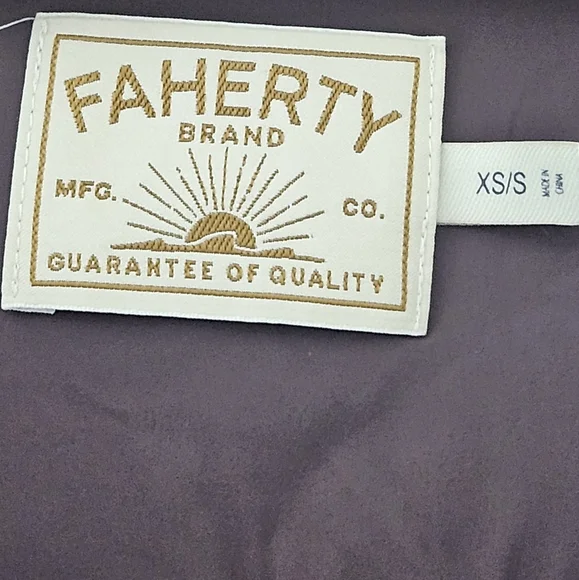 FAHERTY
BRAND
MFG. CO.
GUARANTEE OF QUALITY
XS/S
MADE IN
CHINA